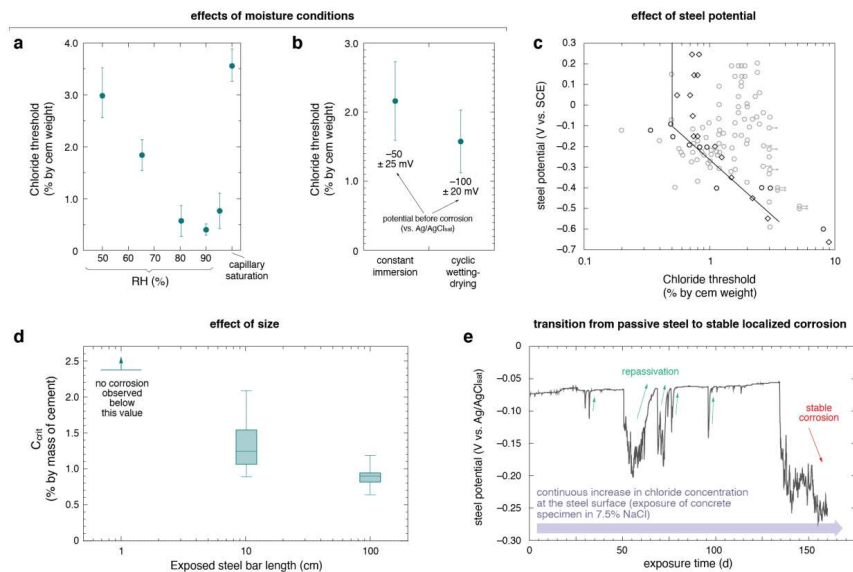 effects of moisture conditions
effect of steel potential
a
4.0
3.0
2.0
1.0
0.0
Chloride threshold
(% by cem weight)
50
60
70
80
90
RH (%)
capillary
saturation
b
3.0
2.0
1.0
0.0
Chloride threshold
(% by cem weight)
−50
± 25 mV
−100
± 20 mV
potential before corrosion
(vs. Ag/AgClsat)
constant
immersion
cyclic
wetting-
drying
c
0.3
0.2
0.1
0
−0.1
−0.2
−0.3
−0.4
−0.5
−0.6
−0.7
steel potential (V vs. SCE)
0.1
1.0
10
Chloride threshold
(% by cem weight)
effect of size
d
2.5
2.0
1.5
1.0
0.5
0.0
Ccrit
(% by mass of cement)
no corrosion
observed
below
this value
1
10
100
Exposed steel bar length (cm)
transition from passive steel to stable localized corrosion
e
−0.05
−0.10
−0.15
−0.20
−0.25
−0.30
steel potential (V vs. Ag/AgClsat)
repassivation
stable
corrosion
continuous increase in chloride concentration
at the steel surface (exposure of concrete
specimen in 7.5% NaCl)
0
50
100
150
exposure time (d)